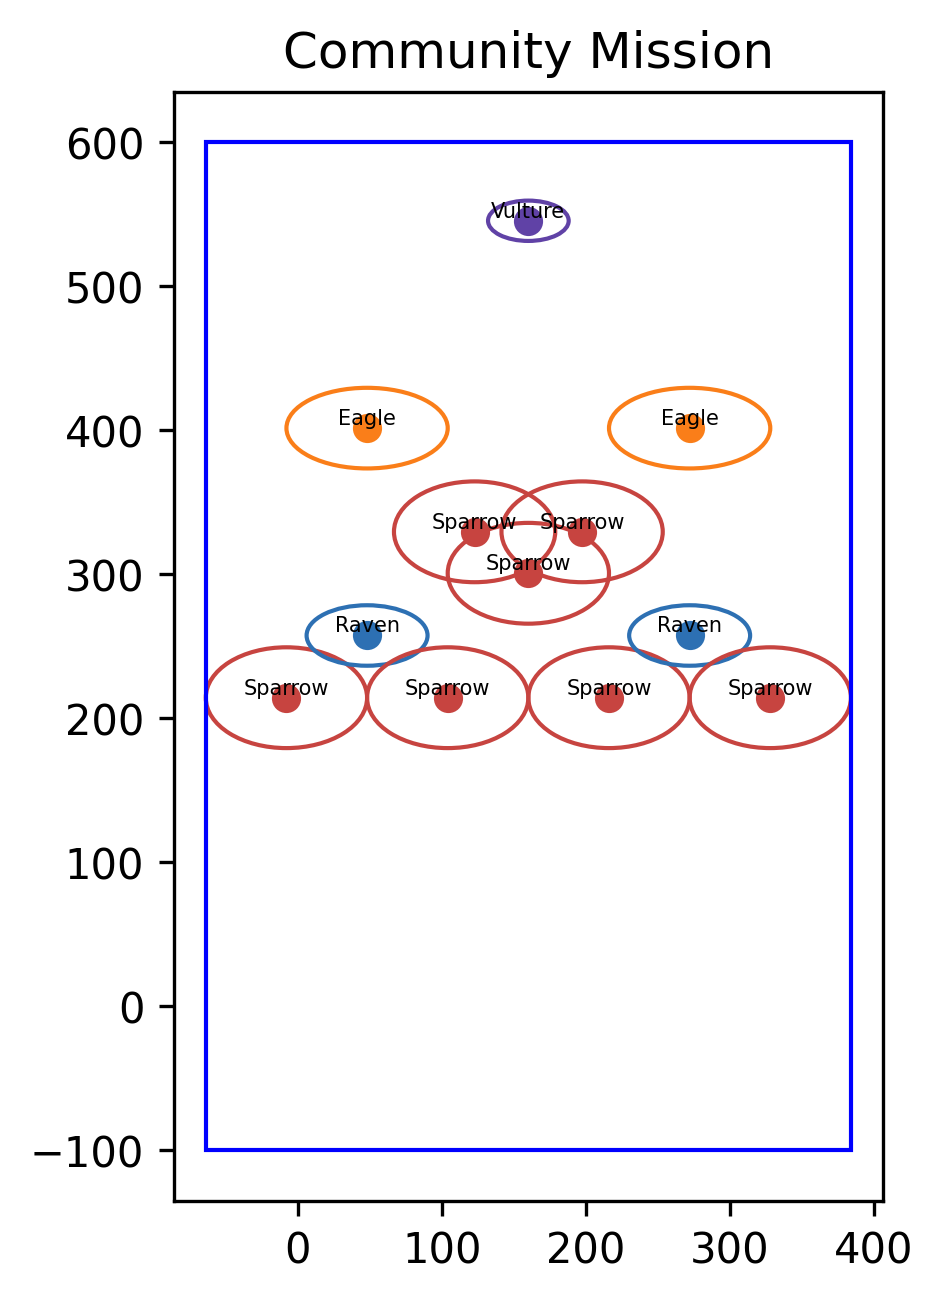 Community Mission
600
Vulture
500
Eagle Eagle
400
Sparrow Sparrow
Sparrow
300
Raven Raven
Sparrow Sparrow Sparrow Sparrow
200
100
0
−100
0 100 200 300 400